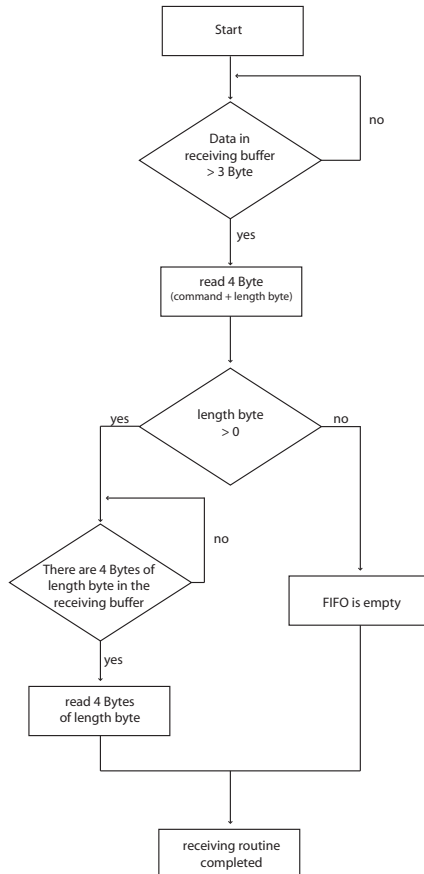 Start
no
Data in
receiving buffer
> 3 Byte
yes
read 4 Byte
(command + length byte)
yes
length byte
> 0
no
no
There are 4 Bytes of
length byte in the
receiving buffer
FIFO is empty
yes
read 4 Bytes
of length byte
receiving routine
completed